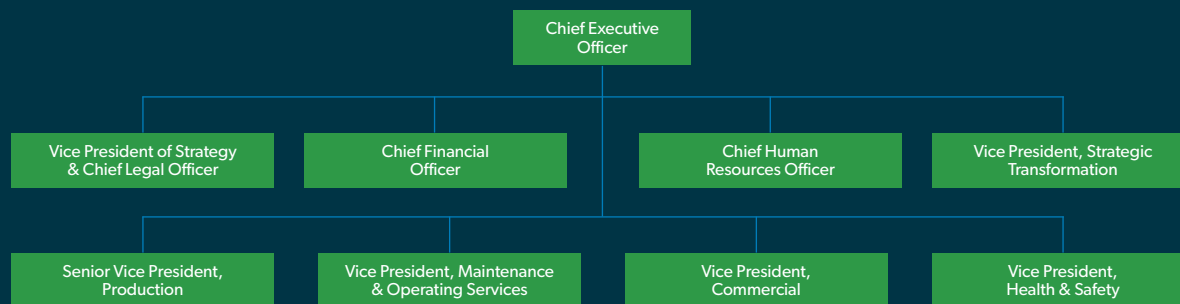 Chief Executive
Officer
Vice President of Strategy
& Chief Legal Officer
Chief Financial
Officer
Chief Human
Resources Officer
Vice President, Strategic
Transformation
Senior Vice President,
Production
Vice President, Maintenance
& Operating Services
Vice President,
Commercial
Vice President,
Health & Safety